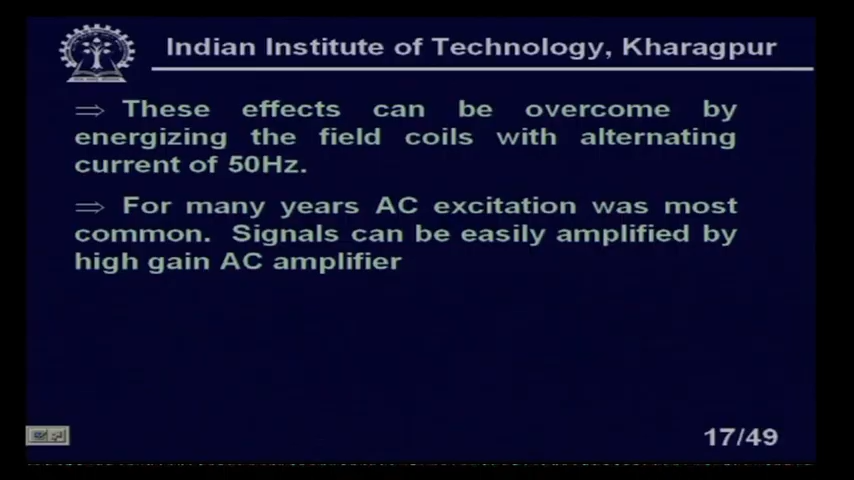 Indian Institute of Technology, Kharagpur
⇒ These effects can be overcome by
energizing the field coils with alternating
current of 50Hz.
⇒ For many years AC excitation was most
common. Signals can be easily amplified by
high gain AC amplifier
17/49